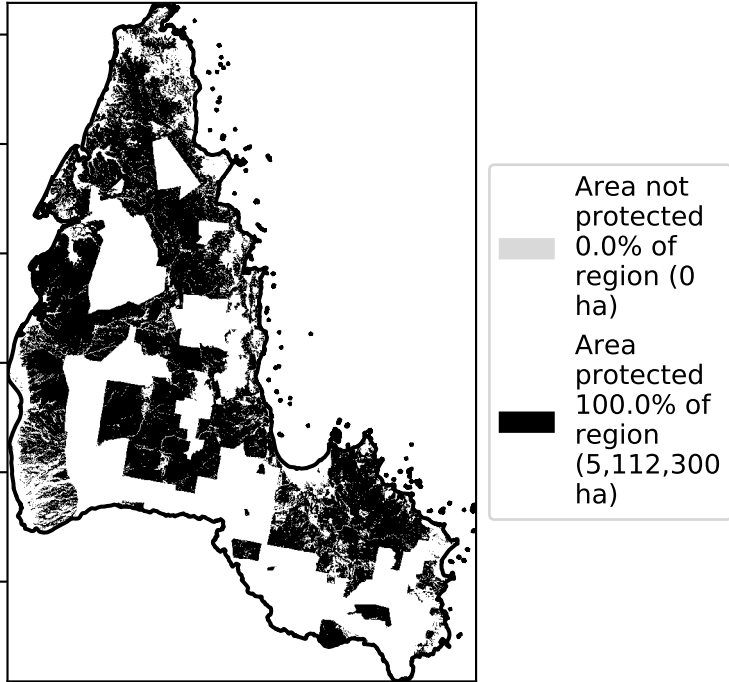 Area not
protected
0.0% of
region (0
ha)
Area
protected
100.0% of
region
(5,112,300
ha)